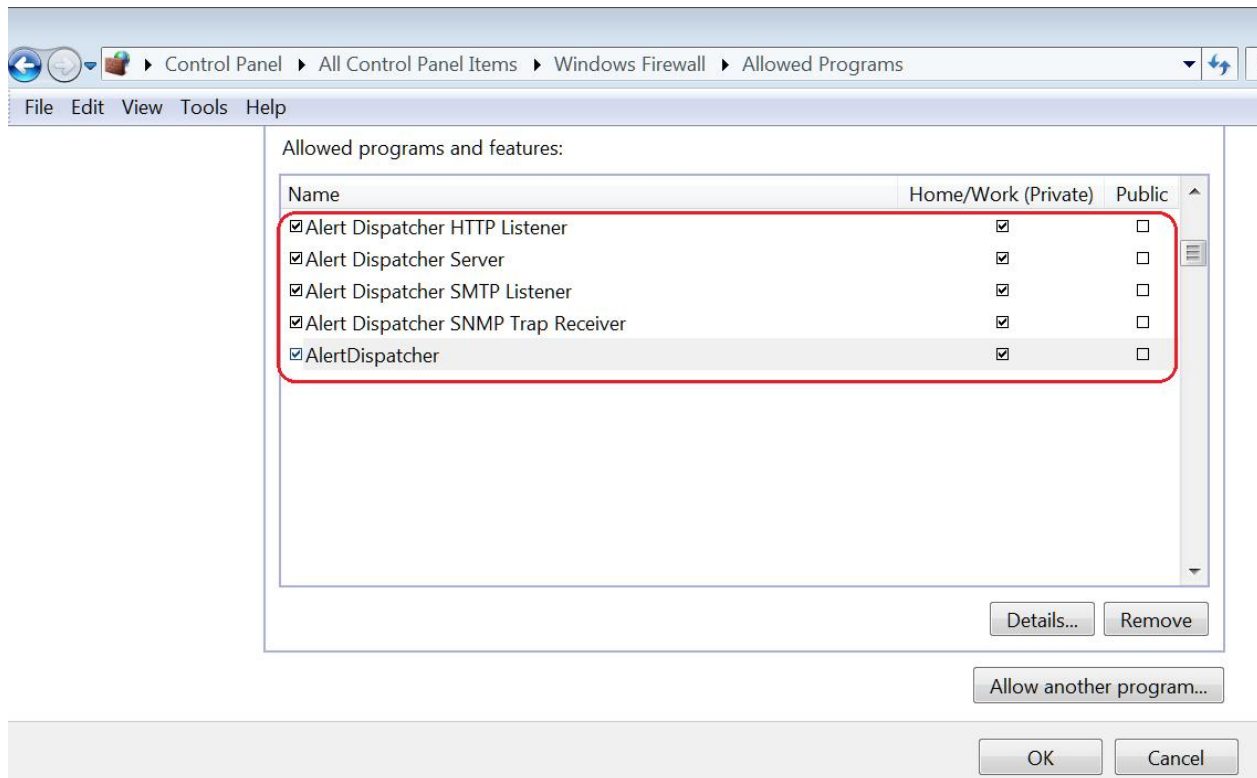 Control Panel All Control Panel Items Windows Firewall Allowed Programs
File Edit View Tools Help
Allowed programs and features:
Name Home/Work (Private) Public
Alert Dispatcher HTTP Listener
Alert Dispatcher Server
Alert Dispatcher SMTP Listener
Alert Dispatcher SNMP Trap Receiver
AlertDispatcher
Details... Remove
Allow another program...
OK Cancel